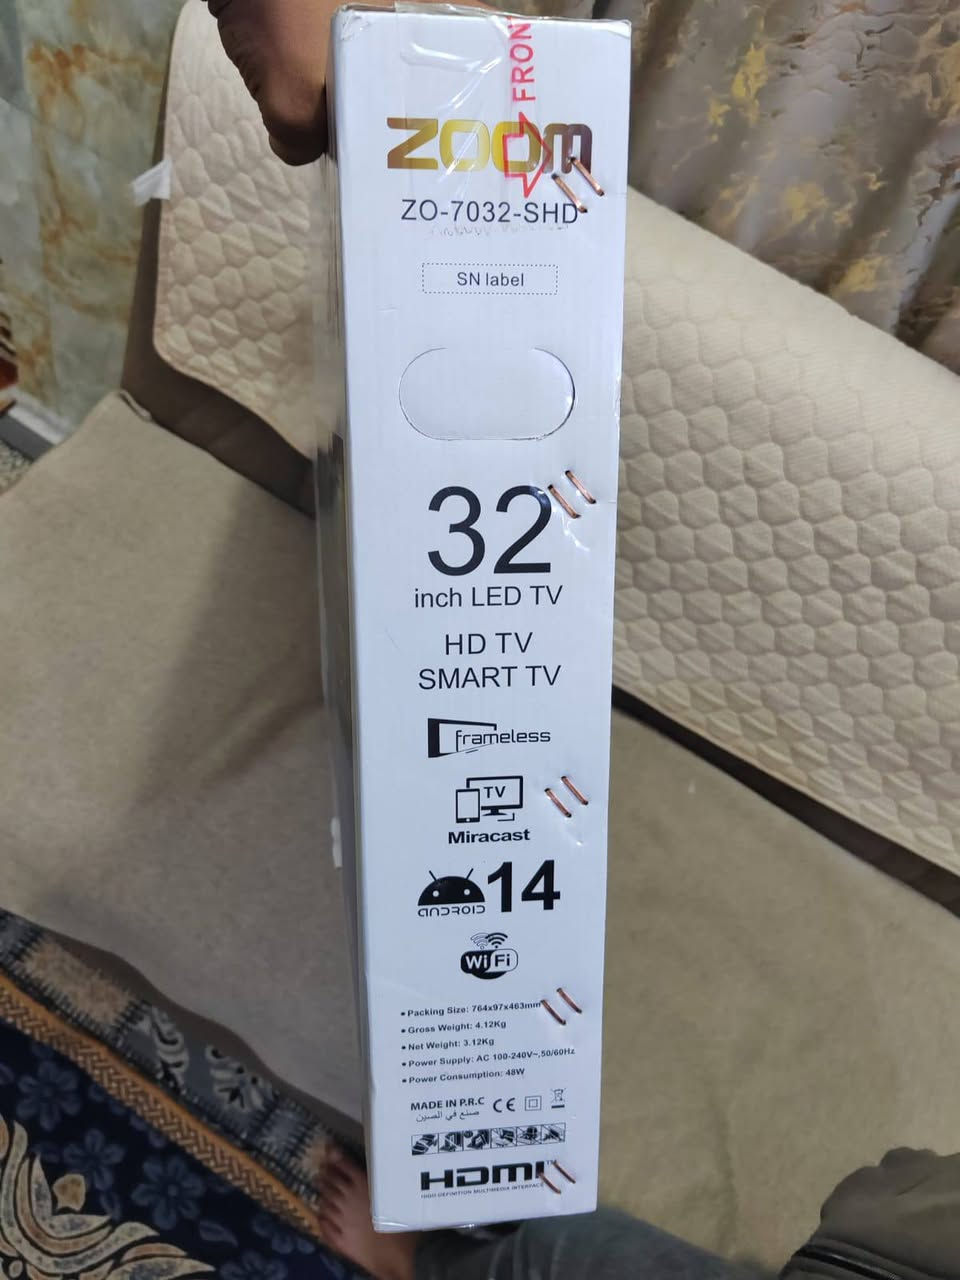 FRON
ZOOM
ZO-7032-SHD
SN label
32
inch LED TV
HD TV
SMART TV
frameless
TV
Miracast
ANDROID 14
WiFi
• Packing Size: 764x97x463mm
• Gross Weight: 4.12Kg
• Net Weight: 3.12Kg
• Power Supply: AC 100-240V~,50/60Hz
• Power Consumption: 48W
MADE IN P.R.C CE
صنع في الصين
HDMI™
HIGH DEFINITION MULTIMEDIA INTERFACE